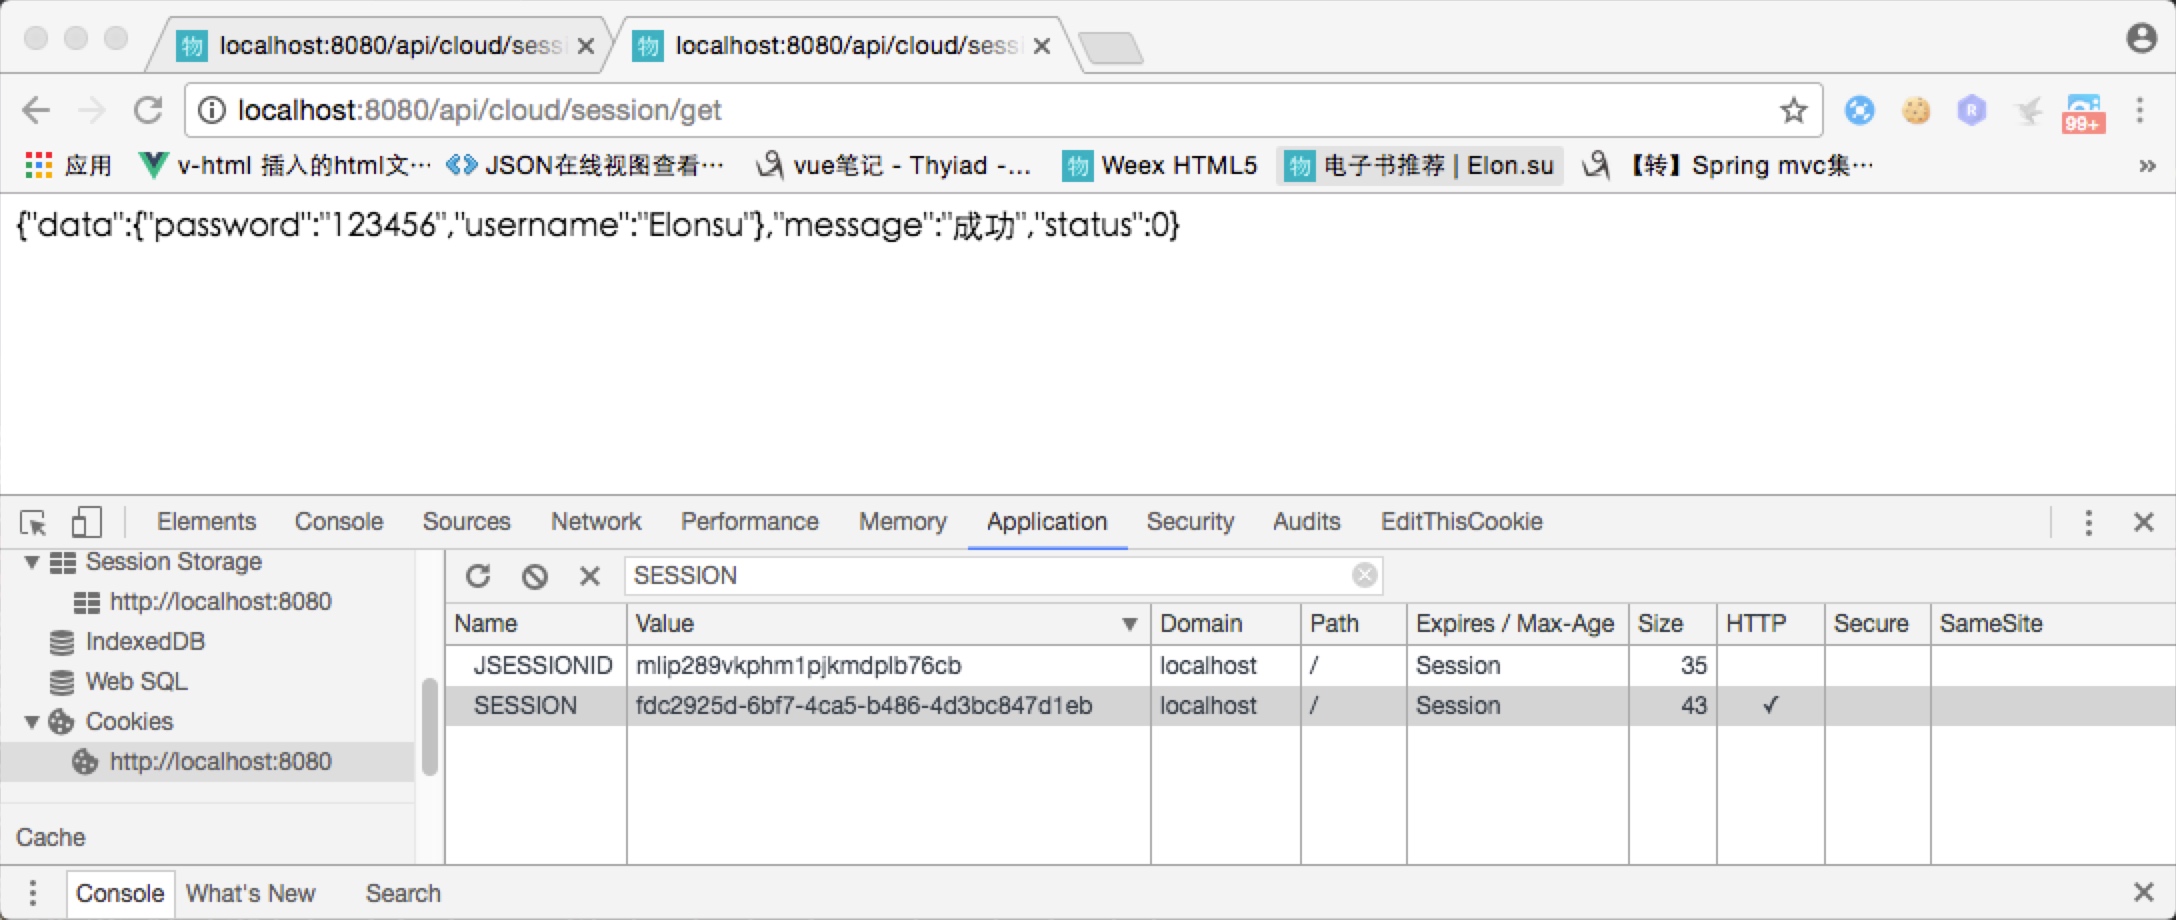 localhost:8080/api/cloud/sessi localhost:8080/api/cloud/sessi
localhost:8080/api/cloud/session/get
99+
应用 v-html 插入的html文… JSON在线视图查看… vue笔记 - Thyiad -... Weex HTML5 电子书推荐 | Elon.su 【转】Spring mvc集…
{"data":{"password":"123456","username":"Elonsu"},"message":"成功","status":0}
Elements Console Sources Network Performance Memory Application Security Audits EditThisCookie
Session Storage
http://localhost:8080
IndexedDB
Web SQL
Cookies
http://localhost:8080
Cache
SESSION
Name Value Domain Path Expires / Max-Age Size HTTP Secure SameSite
JSESSIONID mlip289vkphm1pjkmdplb76cb localhost / Session 35
SESSION fdc2925d-6bf7-4ca5-b486-4d3bc847d1eb localhost / Session 43 ✓
Console What's New Search